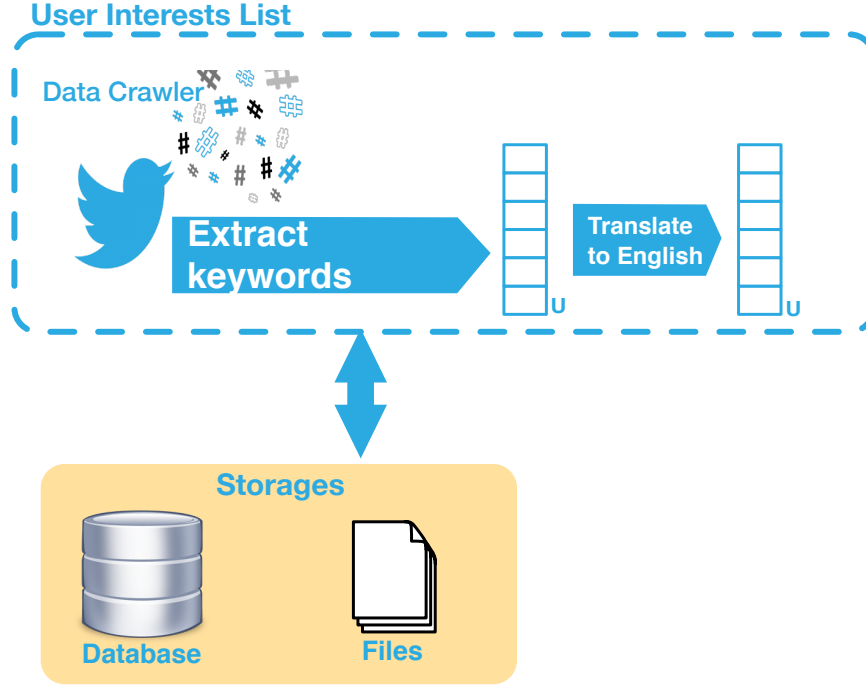 User Interests List
Data Crawler
Extract
keywords
Translate
to English
U
U
Storages
Database
Files